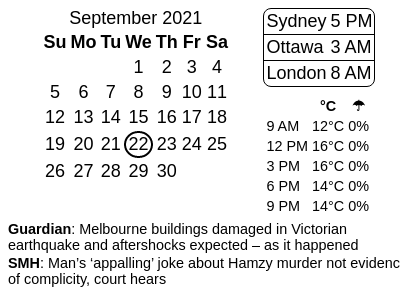 September 2021
Su Mo Tu We Th Fr Sa
1 2 3 4
5 6 7 8 9 10 11
12 13 14 15 16 17 18
19 20 21 22 23 24 25
26 27 28 29 30
Sydney 5 PM
Ottawa 3 AM
London 8 AM
°C ☂
9 AM 12°C 0%
12 PM 16°C 0%
3 PM 16°C 0%
6 PM 14°C 0%
9 PM 14°C 0%
Guardian: Melbourne buildings damaged in Victorian
earthquake and aftershocks expected – as it happened
SMH: Man’s ‘appalling’ joke about Hamzy murder not evidenc
of complicity, court hears